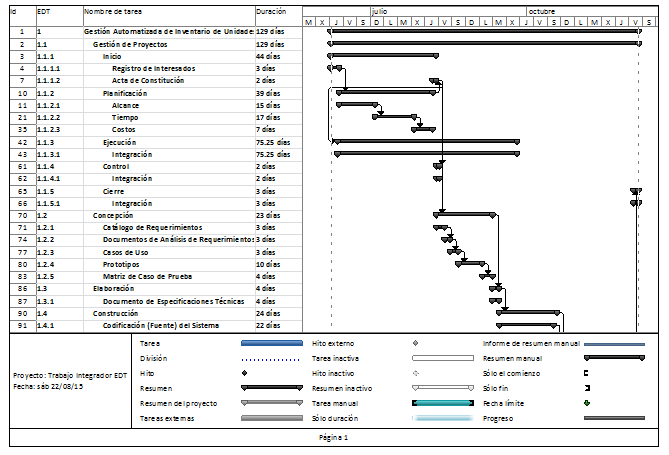 Id EDT Nombre de tarea Duración julio octubre
M X J V S D L M X J V S D L M X J V S
1 1 Gestión Automatizada de Inventario de Unidade 129 días
2 1.1 Gestión de Proyectos 129 días
3 1.1.1 Inicio 44 días
4 1.1.1.1 Registro de Interesados 3 días
7 1.1.1.2 Acta de Constitución 2 días
10 1.1.2 Planificación 39 días
11 1.1.2.1 Alcance 15 días
21 1.1.2.2 Tiempo 17 días
35 1.1.2.3 Costos 7 días
42 1.1.3 Ejecución 75.25 días
43 1.1.3.1 Integración 75.25 días
61 1.1.4 Control 2 días
62 1.1.4.1 Integración 2 días
65 1.1.5 Cierre 3 días
66 1.1.5.1 Integración 3 días
70 1.2 Concepción 23 días
71 1.2.1 Catálogo de Requerimientos 3 días
74 1.2.2 Documentos de Análisis de Requerimientos 3 días
77 1.2.3 Casos de Uso 3 días
80 1.2.4 Prototipos 10 días
83 1.2.5 Matriz de Caso de Prueba 4 días
86 1.3 Elaboración 4 días
87 1.3.1 Documento de Especificaciones Técnicas 4 días
90 1.4 Construcción 24 días
91 1.4.1 Codificación (Fuente) del Sistema 22 días
Proyecto: Trabajo Integrador EDT
Fecha: sáb 22/08/15
Tarea
División
Hito
Resumen
Resumen del proyecto
Tareas externas
Hito externo
Tarea inactiva
Hito inactivo
Resumen inactivo
Tarea manual
Sólo duración
Informe de resumen manual
Resumen manual
Sólo el comienzo
Sólo fin
Fecha límite
Progreso
Página 1